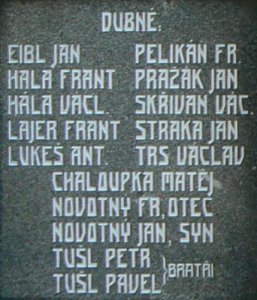 DUBNÉ:
EIBL JAN PELIKÁN FR.
HÁLA FRANT PRAŽÁK JAN
HÁLA VÁCL. SKŘIVAN VÁC.
LAJER FRANT STRAKA JAN
LUKEŠ ANT. TRS VÁCLAV
CHALOUPKA MATĚJ
NOVOTNÝ FR, OTEC
NOVOTNÝ JAN, SYN
TUŠL PETR
TUŠL PAVEL } BRATŘI